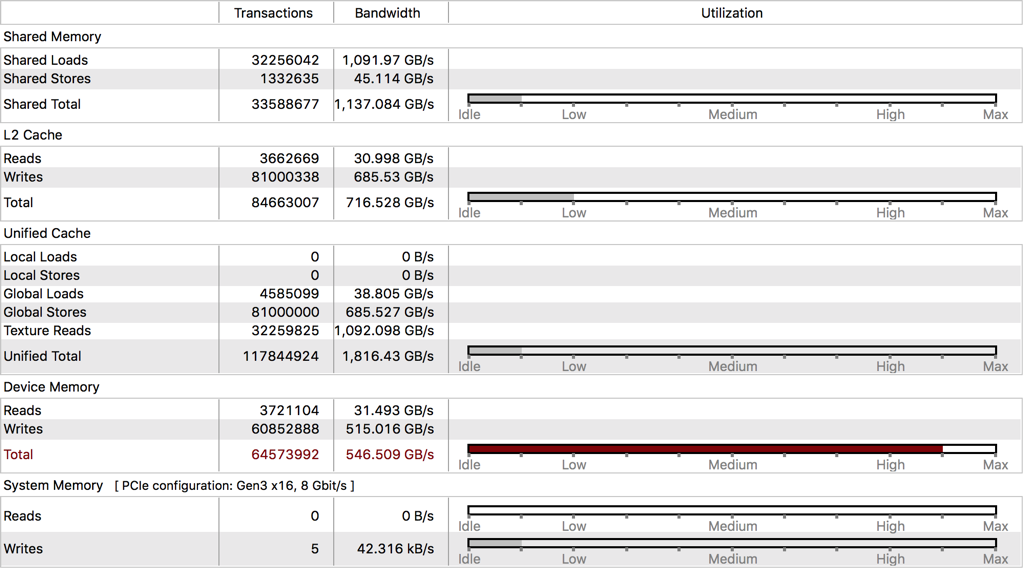 Transactions Bandwidth Utilization
Shared Memory
Shared Loads 32256042 1,091.97 GB/s
Shared Stores 1332635 45.114 GB/s
Shared Total 33588677 1,137.084 GB/s
Idle Low Medium High Max
L2 Cache
Reads 3662669 30.998 GB/s
Writes 81000338 685.53 GB/s
Total 84663007 716.528 GB/s
Idle Low Medium High Max
Unified Cache
Local Loads 0 0 B/s
Local Stores 0 0 B/s
Global Loads 4585099 38.805 GB/s
Global Stores 81000000 685.527 GB/s
Texture Reads 32259825 1,092.098 GB/s
Unified Total 117844924 1,816.43 GB/s
Idle Low Medium High Max
Device Memory
Reads 3721104 31.493 GB/s
Writes 60852888 515.016 GB/s
Total 64573992 546.509 GB/s
Idle Low Medium High Max
System Memory [ PCIe configuration: Gen3 x16, 8 Gbit/s ]
Reads 0 0 B/s
Idle Low Medium High Max
Writes 5 42.316 kB/s
Idle Low Medium High Max